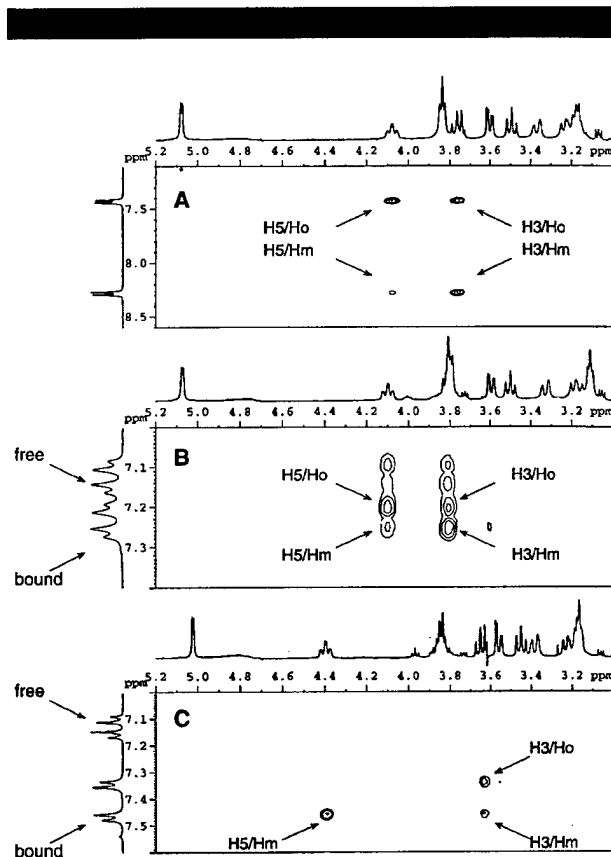 5.2 5.0 4.8 4.6 4.4 4.2 4.0 3.8 3.6 3.4 ppm 3.2
ppm
A
7.5
8.0
8.5
H5/Ho H3/Ho
H5/Hm H3/Hm
5.2 5.0 4.8 4.6 4.4 4.2 4.0 3.8 3.6 3.4 ppm 3.2
ppm
free
B
7.1
7.2
7.3
H5/Ho H3/Ho
H5/Hm H3/Hm
bound
5.2 5.0 4.8 4.6 4.4 4.2 4.0 3.8 3.6 3.4 ppm 3.2
ppm
free
C
7.1
7.2
7.3
7.4
7.5
H3/Ho
H5/Hm H3/Hm
bound